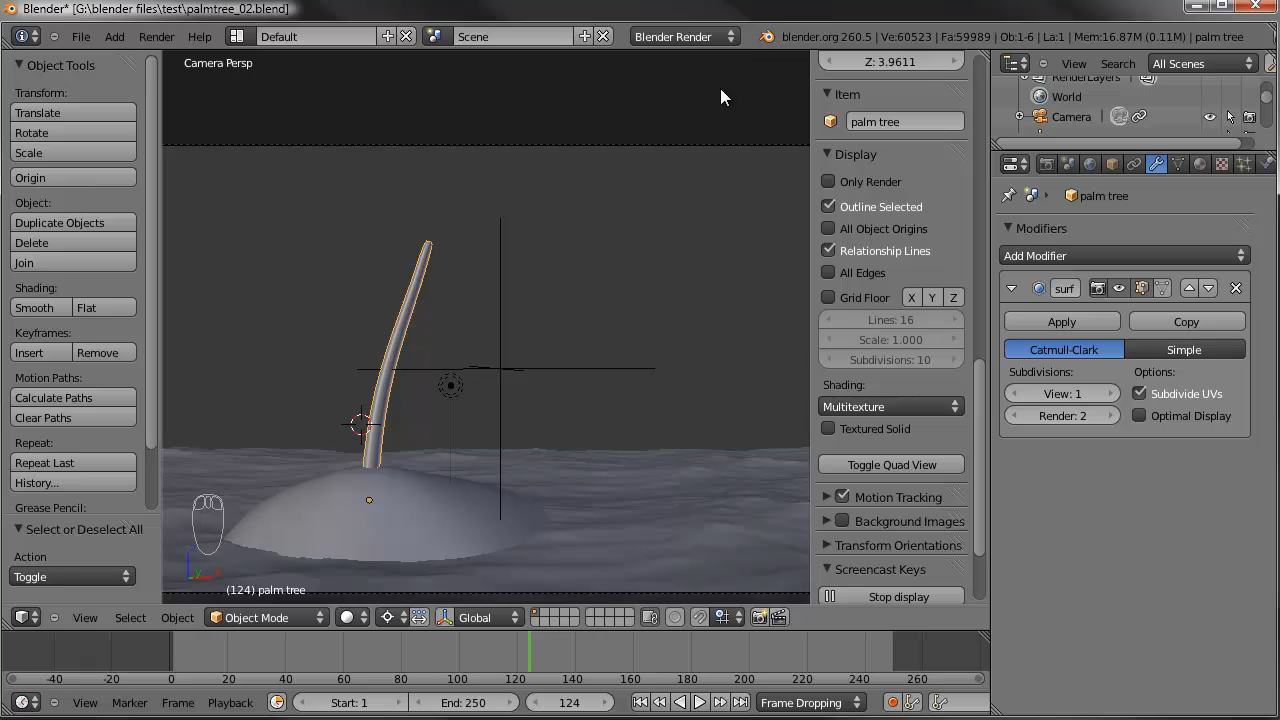 Blender* [G:\blender files\test\palmtree_02.blend]
File Add Render Help Default Scene Blender Render blender.org 260.5 | Ve:60523 | Fa:59989 | Ob:1-6 | La:1 | Mem:16.87M (0.11M) | palm tree
Object Tools
Transform:
Translate
Rotate
Scale
Origin
Object:
Duplicate Objects
Delete
Join
Shading:
Smooth Flat
Keyframes:
Insert Remove
Motion Paths:
Calculate Paths
Clear Paths
Repeat:
Repeat Last
History...
Grease Pencil:
Select or Deselect All
Action
Toggle
Camera Persp
(124) palm tree
Z: 3.9611
Item
palm tree
Display
Only Render
Outline Selected
All Object Origins
Relationship Lines
All Edges
Grid Floor X Y Z
Lines: 16
Scale: 1.000
Subdivisions: 10
Shading:
Multitexture
Textured Solid
Toggle Quad View
Motion Tracking
Background Images
Transform Orientations
Screencast Keys
Stop display
View Search All Scenes
RenderLayers
World
Camera
palm tree
Modifiers
Add Modifier
surf
Apply Copy
Catmull-Clark Simple
Subdivisions: Options:
View: 1 Subdivide UVs
Render: 2 Optimal Display
View Select Object Object Mode Global
-40 -20 0 20 40 60 80 100 120 140 160 180 200 220 240 260
View Marker Frame Playback Start: 1 End: 250 124 Frame Dropping